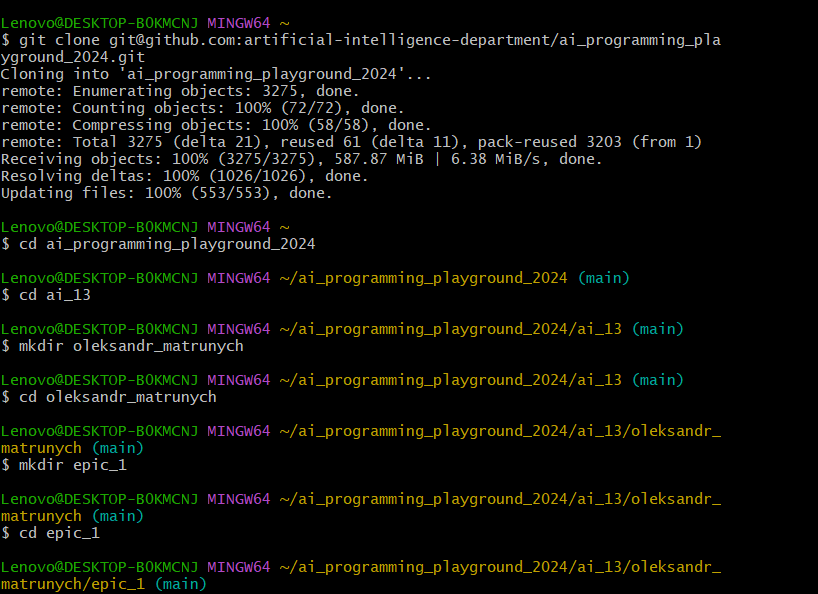 Lenovo@DESKTOP-B0KMCNJ MINGW64 ~
$ git clone git@github.com:artificial-intelligence-department/ai_programming_pla
yground_2024.git
Cloning into 'ai_programming_playground_2024'...
remote: Enumerating objects: 3275, done.
remote: Counting objects: 100% (72/72), done.
remote: Compressing objects: 100% (58/58), done.
remote: Total 3275 (delta 21), reused 61 (delta 11), pack-reused 3203 (from 1)
Receiving objects: 100% (3275/3275), 587.87 MiB | 6.38 MiB/s, done.
Resolving deltas: 100% (1026/1026), done.
Updating files: 100% (553/553), done.
Lenovo@DESKTOP-B0KMCNJ MINGW64 ~
$ cd ai_programming_playground_2024
Lenovo@DESKTOP-B0KMCNJ MINGW64 ~/ai_programming_playground_2024 (main)
$ cd ai_13
Lenovo@DESKTOP-B0KMCNJ MINGW64 ~/ai_programming_playground_2024/ai_13 (main)
$ mkdir oleksandr_matrunych
Lenovo@DESKTOP-B0KMCNJ MINGW64 ~/ai_programming_playground_2024/ai_13 (main)
$ cd oleksandr_matrunych
Lenovo@DESKTOP-B0KMCNJ MINGW64 ~/ai_programming_playground_2024/ai_13/oleksandr_
matrunych (main)
$ mkdir epic_1
Lenovo@DESKTOP-B0KMCNJ MINGW64 ~/ai_programming_playground_2024/ai_13/oleksandr_
matrunych (main)
$ cd epic_1
Lenovo@DESKTOP-B0KMCNJ MINGW64 ~/ai_programming_playground_2024/ai_13/oleksandr_
matrunych/epic_1 (main)